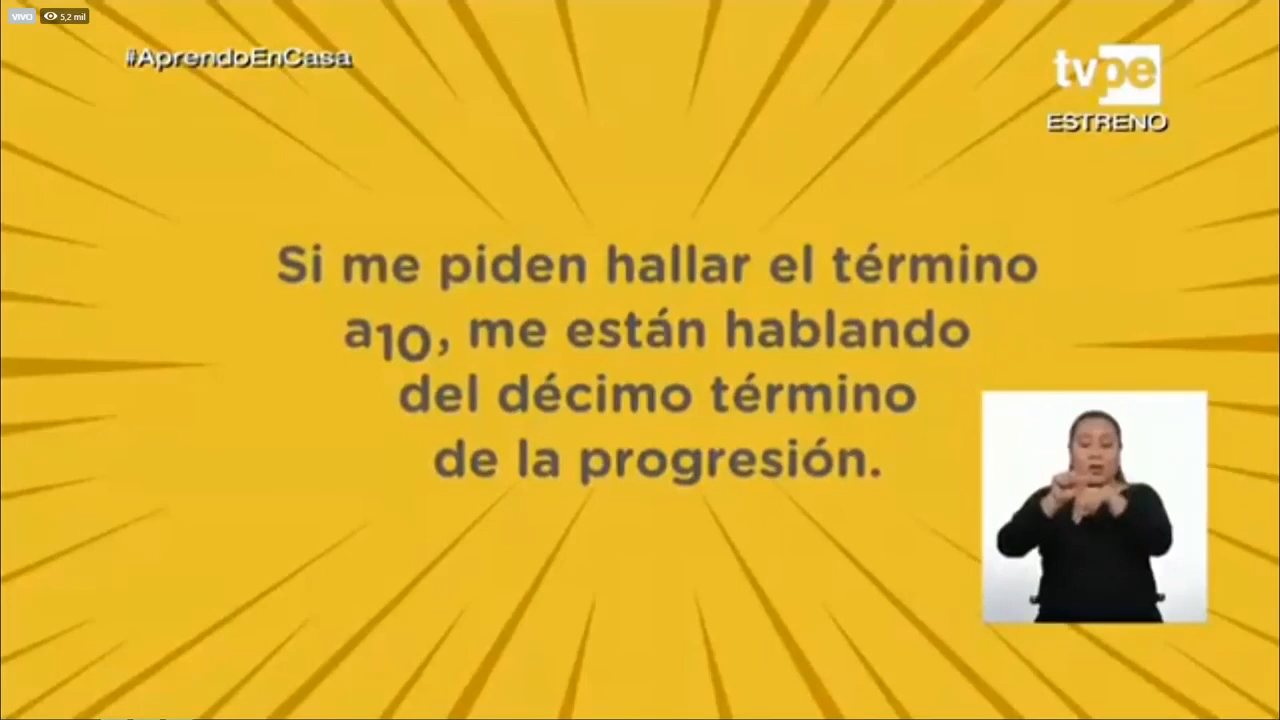 VIVO 5,2 mil
#AprendoEnCasa
tvpe
ESTRENO
Si me piden hallar el término
a10, me están hablando
del décimo término
de la progresión.